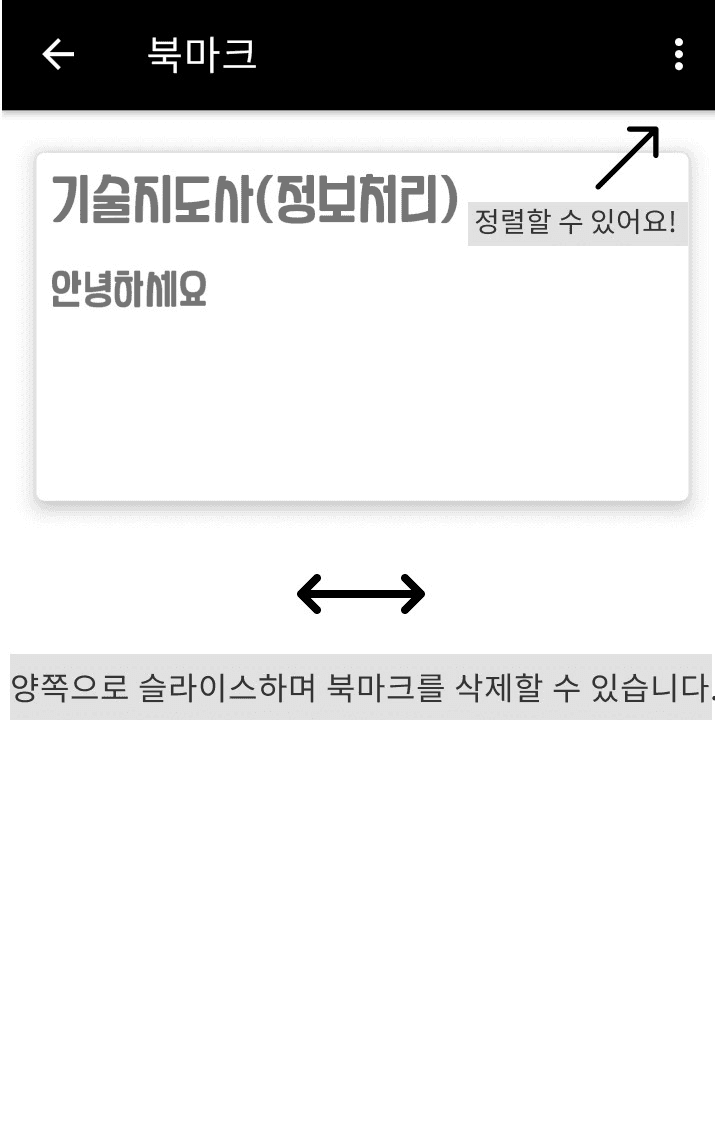 북마크
기술지도사(정보처리)
정렬할 수 있어요!
안녕하세요
양쪽으로 슬라이스하며 북마크를 삭제할 수 있습니다.